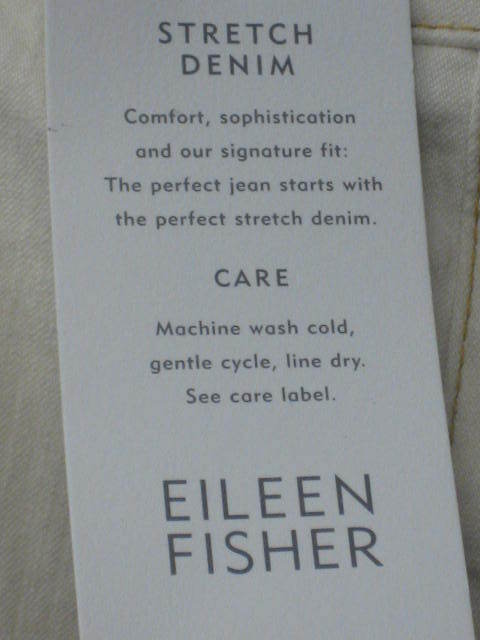 STRETCH
DENIM
Comfort, sophistication
and our signature fit:
The perfect jean starts with
the perfect stretch denim.
CARE
Machine wash cold,
gentle cycle, line dry.
See care label.
EILEEN
FISHER